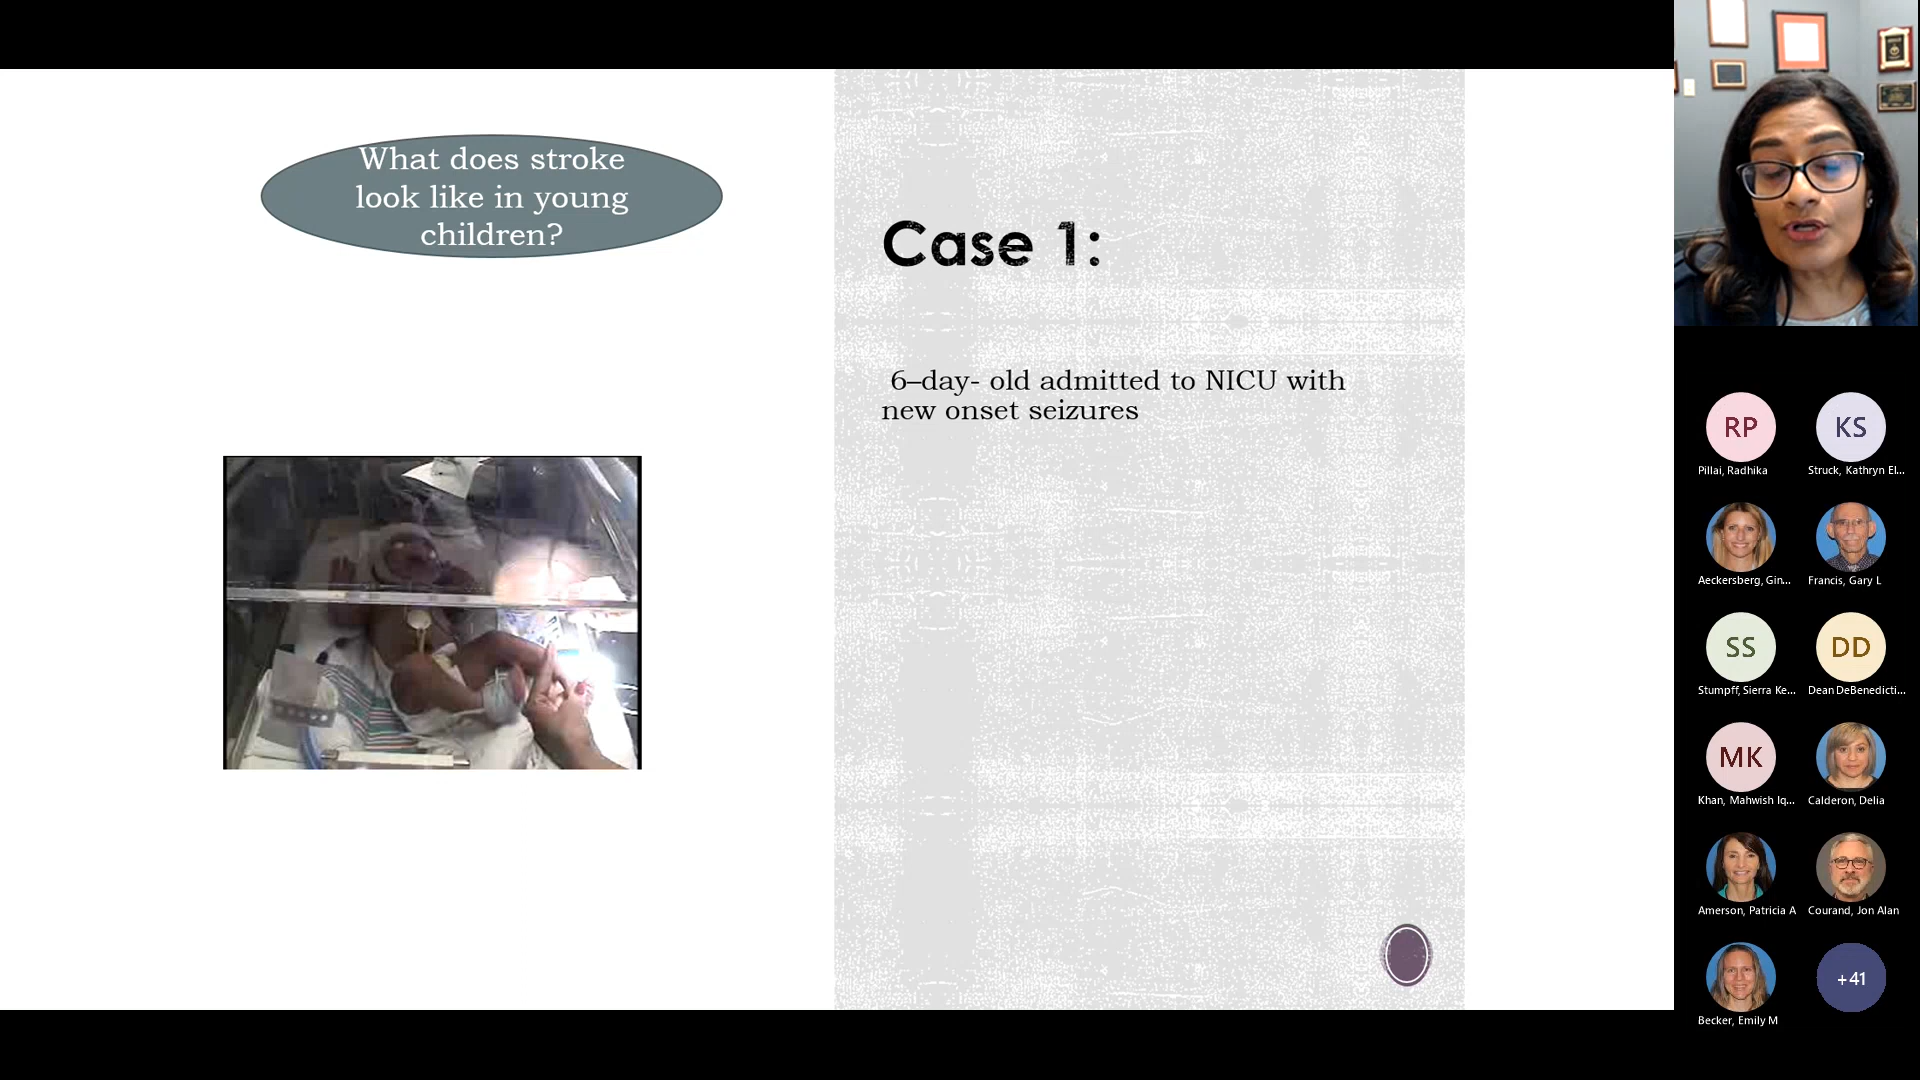 What does stroke
look like in young
children?
Case 1:
6–day- old admitted to NICU with
new onset seizures
RP
Pillai, Radhika
KS
Struck, Kathryn El...
Aeckersberg, Gin...
Francis, Gary L
SS
Stumpff, Sierra Ke...
DD
Dean DeBenedicti...
MK
Khan, Mahwish Iq...
Calderon, Delia
Amerson, Patricia A
Courand, Jon Alan
Becker, Emily M
+41